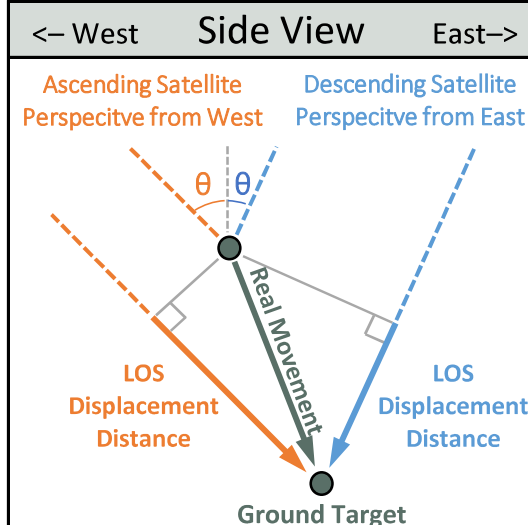 <– West Side View East–>
Ascending Satellite
Perspecitve from West
Descending Satellite
Perspecitve from East
θ θ
Real Movement
LOS
Displacement
Distance
LOS
Displacement
Distance
Ground Target